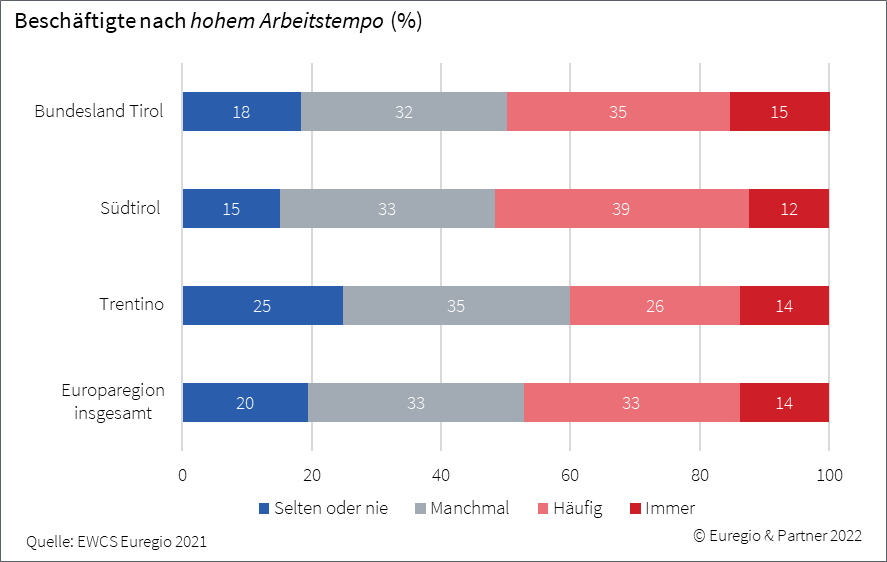 Beschäftigte nach hohem Arbeitstempo (%)
Bundesland Tirol
18 32 35 15
Südtirol
15 33 39 12
Trentino
25 35 26 14
Europaregion
insgesamt
20 33 33 14
0 20 40 60 80 100
Selten oder nie Manchmal Häufig Immer
Quelle: EWCS Euregio 2021
© Euregio & Partner 2022